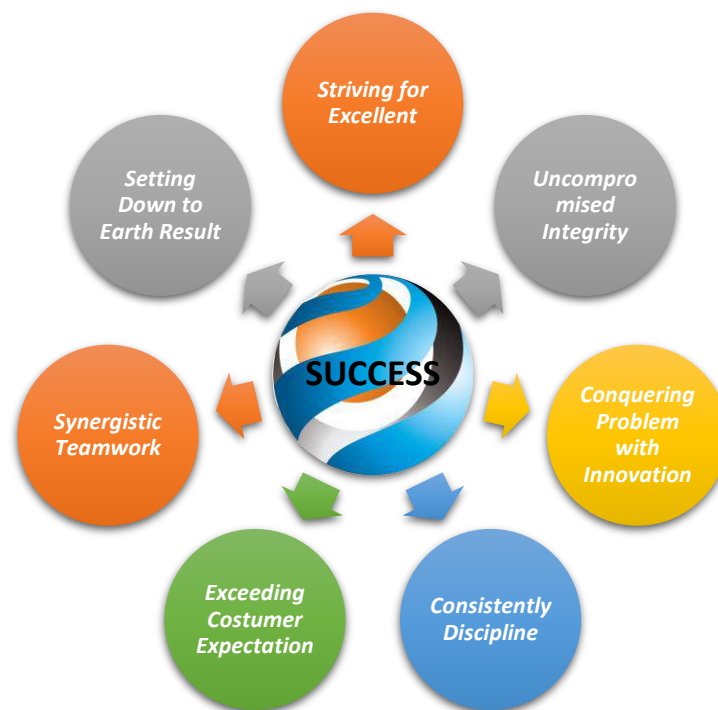 Striving for
Excellent
Uncompro
mised
Integrity
Conquering
Problem
with
Innovation
Consistently
Discipline
Exceeding
Costumer
Expectation
Synergistic
Teamwork
Setting
Down to
Earth Result
SUCCESS